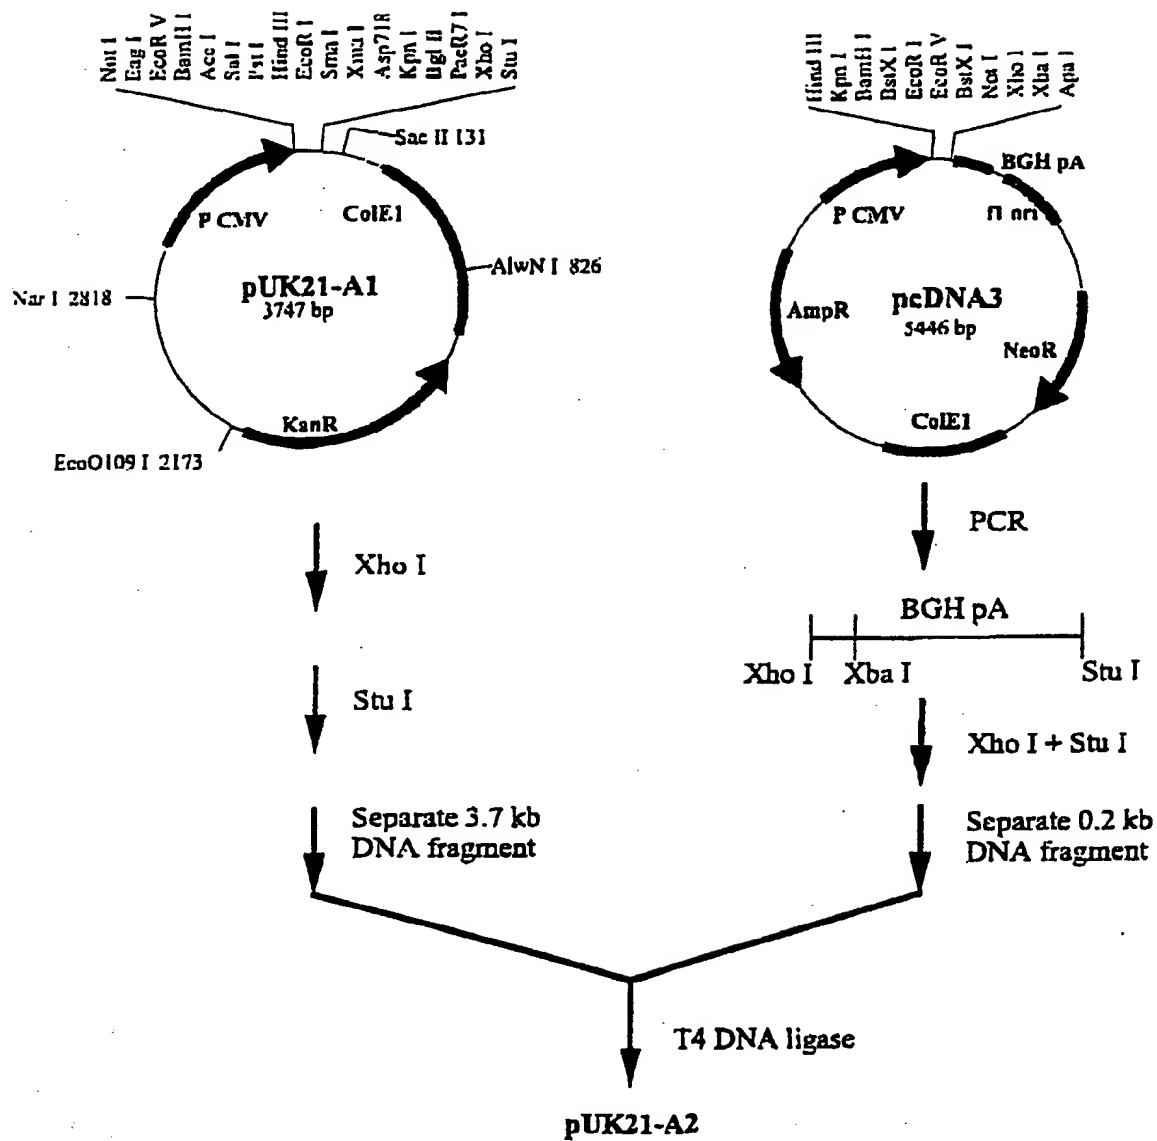 Not I
Eag I
EcoR V
BamH I
Acc I
Sal I
Pst I
Hind III
EcoR I
Sma I
Xma I
Asp718
Kpn I
Bgl II
PaeR7 I
Xho I
Stu I
Sac II 131
P CMV
ColE1
AlwN I 826
pUK21-A1
3747 bp
Nar I 2818
KanR
EcoO109 I 2173
Hind III
Kpn I
BamH I
BstX I
EcoR I
EcoR V
BstX I
Not I
Xho I
Xba I
Apa I
BGH pA
P CMV
f1 ori
AmpR
pcDNA3
5446 bp
NeoR
ColE1
Xho I
PCR
BGH pA
Xho I
Xba I
Stu I
Stu I
Xho I + Stu I
Separate 3.7 kb
DNA fragment
Separate 0.2 kb
DNA fragment
T4 DNA ligase
pUK21-A2